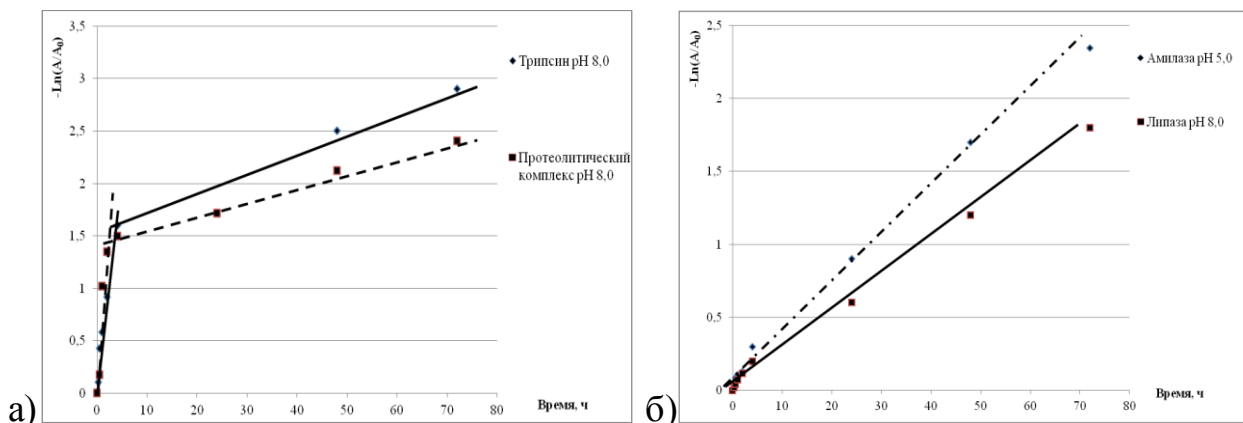 а)
-Ln(A/A₀)
3,5
3
2,5
2
1,5
1
0,5
0
0 10 20 30 40 50 60 70 80
Время, ч
Трипсин pH 8,0
Протеолитический
комплекс pH 8,0
б)
-Ln(A/A₀)
2,5
2
1,5
1
0,5
0
0 10 20 30 40 50 60 70 80
Время, ч
Амилаза pH 5,0
Липаза pH 8,0